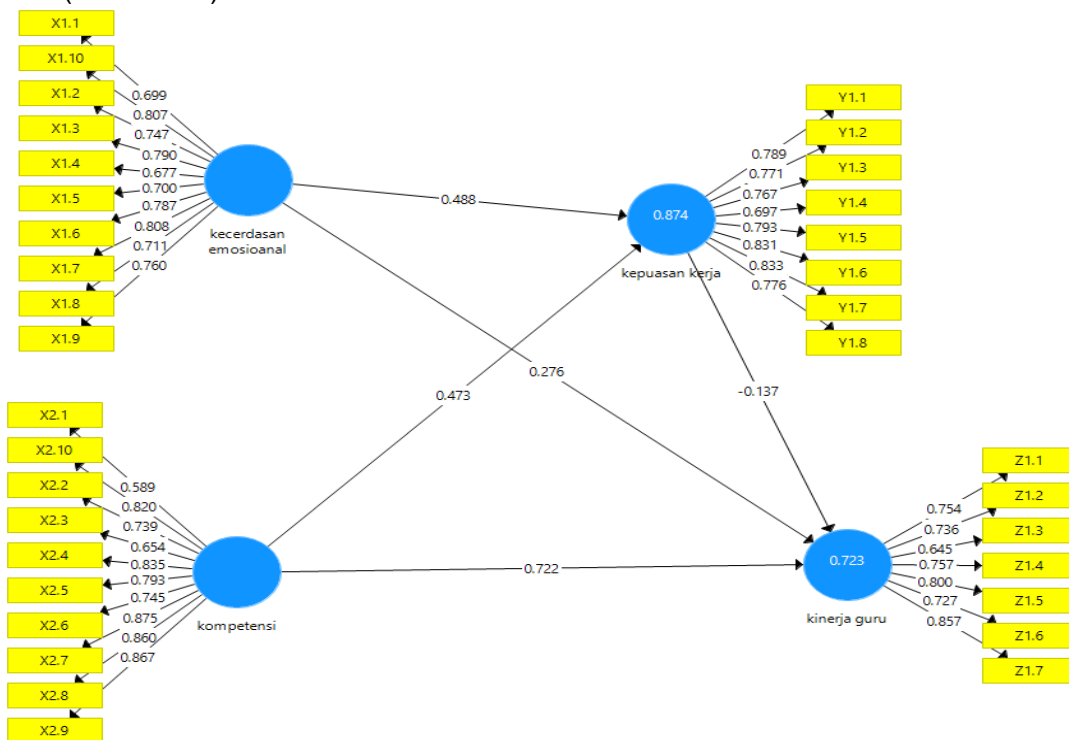 X1.1
X1.10
X1.2
X1.3
X1.4
X1.5
X1.6
X1.7
X1.8
X1.9
0.699
0.807
0.747
0.790
0.677
0.700
0.787
0.808
0.711
0.760
kecerdasan
emosioanal
0.488
0.874
kepuasan kerja
0.789
0.771
0.767
0.697
0.793
0.831
0.833
0.776
Y1.1
Y1.2
Y1.3
Y1.4
Y1.5
Y1.6
Y1.7
Y1.8
0.276
0.473
-0.137
X2.1
X2.10
X2.2
X2.3
X2.4
X2.5
X2.6
X2.7
X2.8
X2.9
0.589
0.820
0.739
0.654
0.835
0.793
0.745
0.875
0.860
0.867
kompetensi
0.722
0.723
kinerja guru
0.754
0.736
0.645
0.757
0.800
0.727
0.857
Z1.1
Z1.2
Z1.3
Z1.4
Z1.5
Z1.6
Z1.7